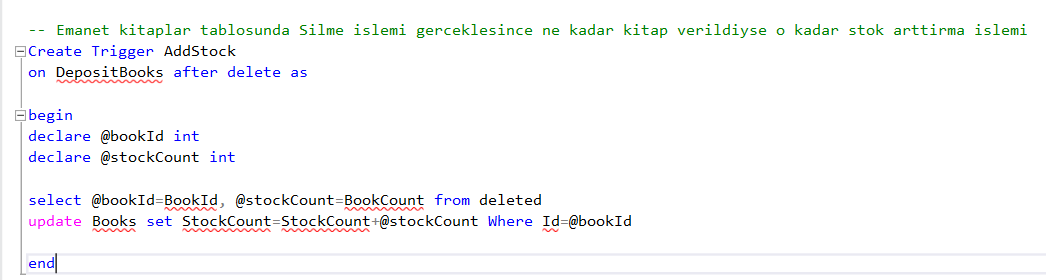 -- Emanet kitaplar tablosunda Silme islemi gerceklesince ne kadar kitap verildiyse o kadar stok arttirma islemi
Create Trigger AddStock
on DepositBooks after delete as
begin
declare @bookId int
declare @stockCount int
select @bookId=BookId, @stockCount=BookCount from deleted
update Books set StockCount=StockCount+@stockCount Where Id=@bookId
end